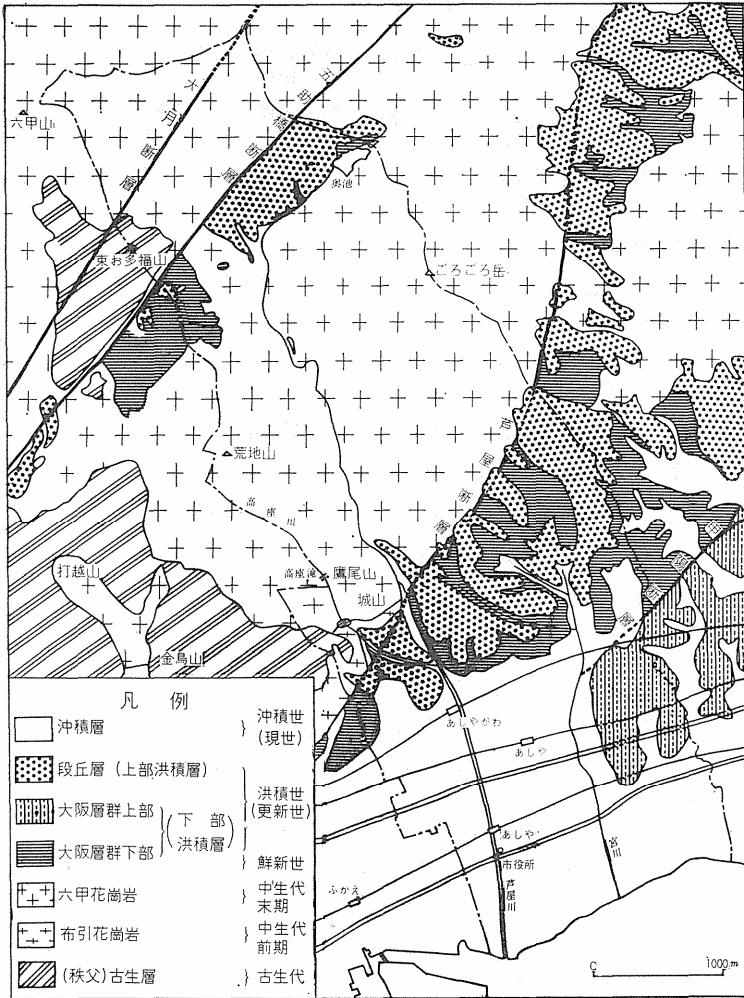 大月断層
五助橋断層
六甲山
奥池
東お多福山
ごろごろ岳
芦屋断層
荒地山
高座川
打越山
高座滝
鷹尾山
城山
金鳥山
断層
あしやがわ
あしや
あしや
市役所
宮川
ふかえ
芦屋川
1000m
凡例
沖積層
沖積世
(現世)
段丘層(上部洪積層)
洪積世
(更新世)
大阪層群上部
(下部洪積層)
大阪層群下部
鮮新世
六甲花崗岩
中生代
末期
布引花崗岩
中生代
前期
(秩父)古生層
古生代